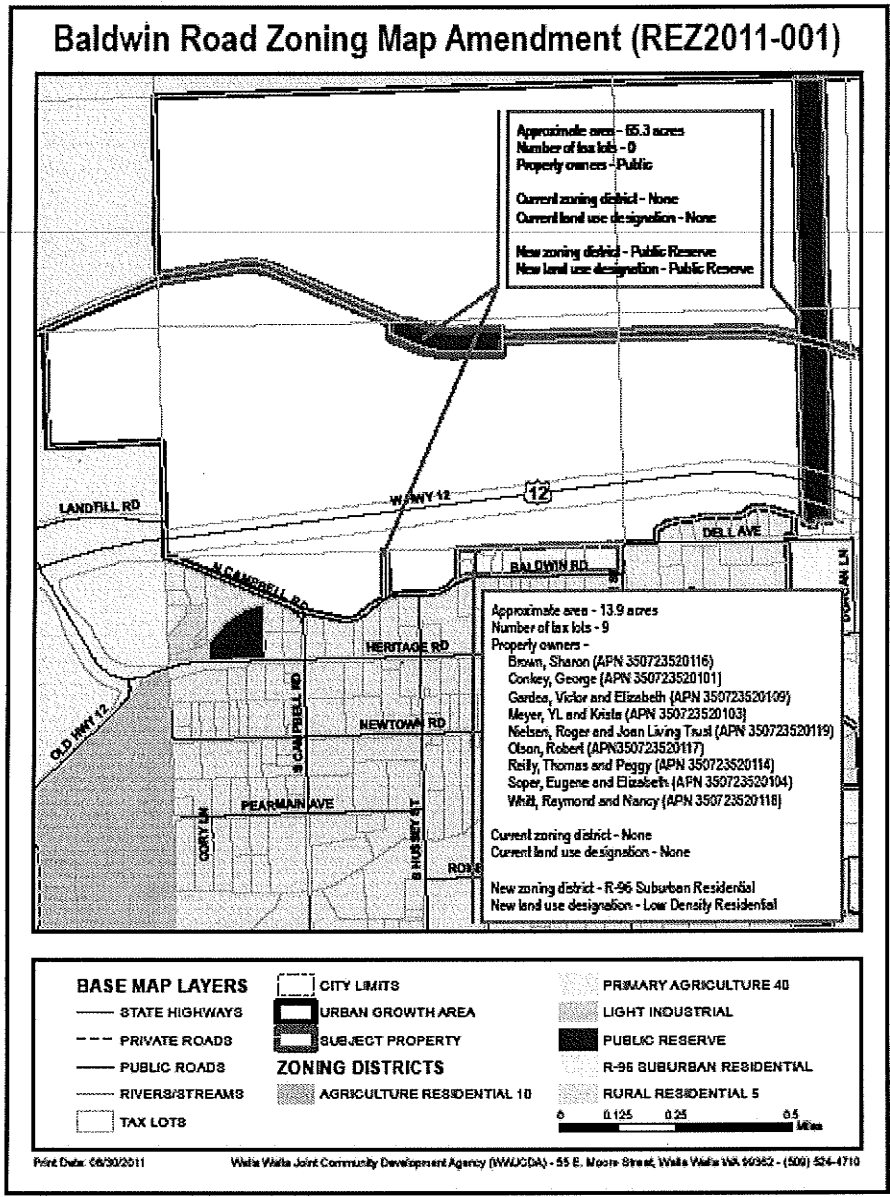 Baldwin Road Zoning Map Amendment (REZ2011-001)
Approximate area - 65.3 acres
Number of tax lots - 0
Property owners - Public
Current zoning district - None
Current land use designation - None
New zoning district - Public Reserve
New land use designation - Public Reserve
LANDFILL RD
W HWY 12
12
DELL AVE
N CAMPBELL RD
BALDWIN RD
DUNCAN LN
HERITAGE RD
OLD HWY 12
S CAMPBELL RD
NEWTOWN RD
PEARMAIN AVE
CORY LN
S HUSSEY ST
Approximate area - 13.9 acres
Number of tax lots - 9
Property owners -
Brown, Sharon (APN 350723520116)
Conkey, George (APN 350723520101)
Gardea, Victor and Elizabeth (APN 350723520109)
Meyer, YL and Krista (APN 350723520103)
Nielsen, Roger and Joan Living Trust (APN 350723520119)
Olson, Robert (APN350723520117)
Reilly, Thomas and Peggy (APN 350723520114)
Soper, Eugene and Elizabeth (APN 350723520104)
Whitt, Raymond and Nancy (APN 350723520118)
Current zoning district - None
Current land use designation - None
New zoning district - R-96 Suburban Residential
New land use designation - Low Density Residential
BASE MAP LAYERS
STATE HIGHWAYS
PRIVATE ROADS
PUBLIC ROADS
RIVERS/STREAMS
TAX LOTS
CITY LIMITS
URBAN GROWTH AREA
SUBJECT PROPERTY
ZONING DISTRICTS
AGRICULTURE RESIDENTIAL 10
PRIMARY AGRICULTURE 40
LIGHT INDUSTRIAL
PUBLIC RESERVE
R-96 SUBURBAN RESIDENTIAL
RURAL RESIDENTIAL 5
0 0.125 0.25 0.5
Miles
Print Date: 06/30/2011 Walla Walla Joint Community Development Agency (WWJCDA) - 55 E. Moore Street, Walla Walla WA 99362 - (509) 524-4710